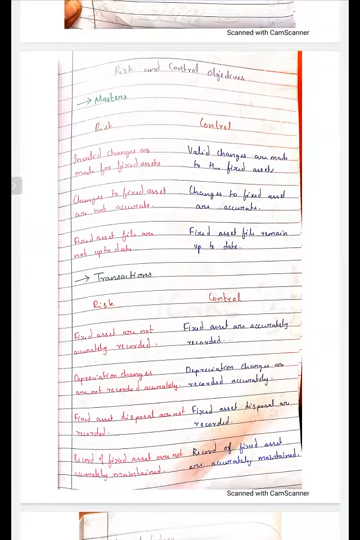 Scanned with CamScanner
Risk and Control Objectives
→ Masters
Risk
Control
Invalid changes are
made for fixed assets
Valid changes are made
to the fixed assets
Changes to fixed asset
are not accurate.
Changes to fixed and
are accurate.
Fixed asset file are
not up to date
Fixed asset file remain
up to date.
→ Transactions
Risk
Control
Fixed asset are not
accurately recorded.
Fixed asset are accurately
recorded.
Depreciation changes
are not recorded accurately.
Depreciation charges are
recorded accurately.
Fixed asset disposal are not
recorded.
Fixed asset disposal are
recorded.
Record of fixed asset are not
accurately maintained.
Record of fixed asset
are accurately maintained.
Scanned with CamScanner